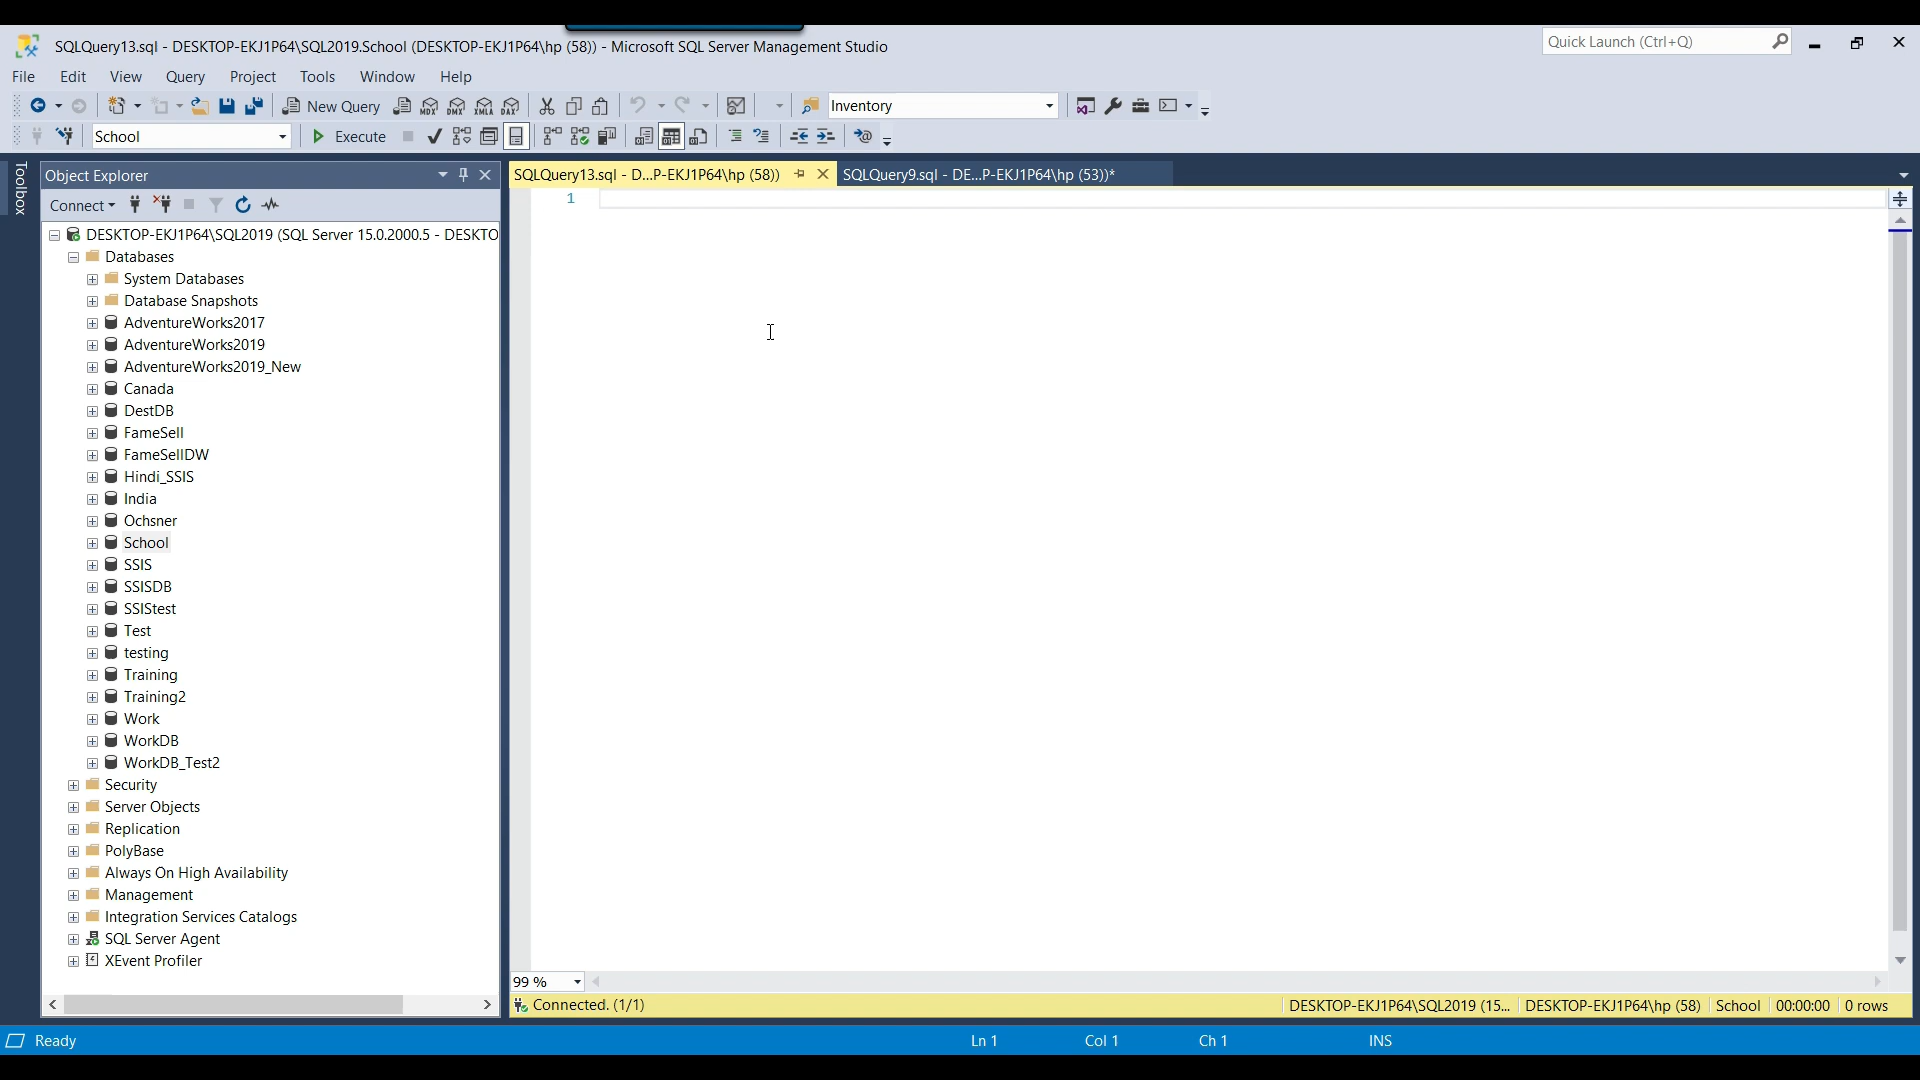 SQLQuery13.sql - DESKTOP-EKJ1P64\SQL2019.School (DESKTOP-EKJ1P64\hp (58)) - Microsoft SQL Server Management Studio
Quick Launch (Ctrl+Q)
File Edit View Query Project Tools Window Help
New Query MDX DMX XMLA DAX Inventory
School Execute
Toolbox
Object Explorer
SQLQuery13.sql - D...P-EKJ1P64\hp (58)) SQLQuery9.sql - DE...P-EKJ1P64\hp (53))*
Connect
1
DESKTOP-EKJ1P64\SQL2019 (SQL Server 15.0.2000.5 - DESKTO
Databases
System Databases
Database Snapshots
AdventureWorks2017
AdventureWorks2019
AdventureWorks2019_New
Canada
DestDB
FameSell
FameSellDW
Hindi_SSIS
India
Ochsner
School
SSIS
SSISDB
SSIStest
Test
testing
Training
Training2
Work
WorkDB
WorkDB_Test2
Security
Server Objects
Replication
PolyBase
Always On High Availability
Management
Integration Services Catalogs
SQL Server Agent
XEvent Profiler
99 %
Connected. (1/1) DESKTOP-EKJ1P64\SQL2019 (15... DESKTOP-EKJ1P64\hp (58) School 00:00:00 0 rows
Ready Ln 1 Col 1 Ch 1 INS